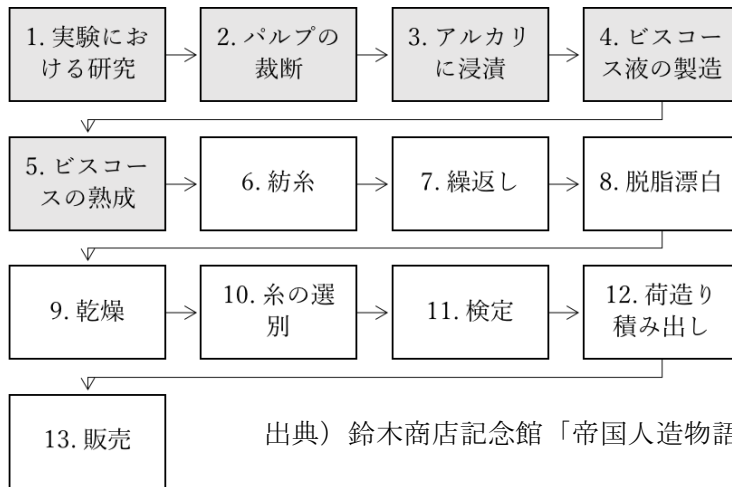 1. 実験にお
ける研究
2. パルプの
裁断
3. アルカリ
に浸漬
4. ビスコー
ス液の製造
5. ビスコー
スの熟成
6. 紡糸
7. 繰返し
8. 脱脂漂白
9. 乾燥
10. 糸の選
別
11. 検定
12. 荷造り
積み出し
13. 販売
出典）鈴木商店記念館「帝国人造物語